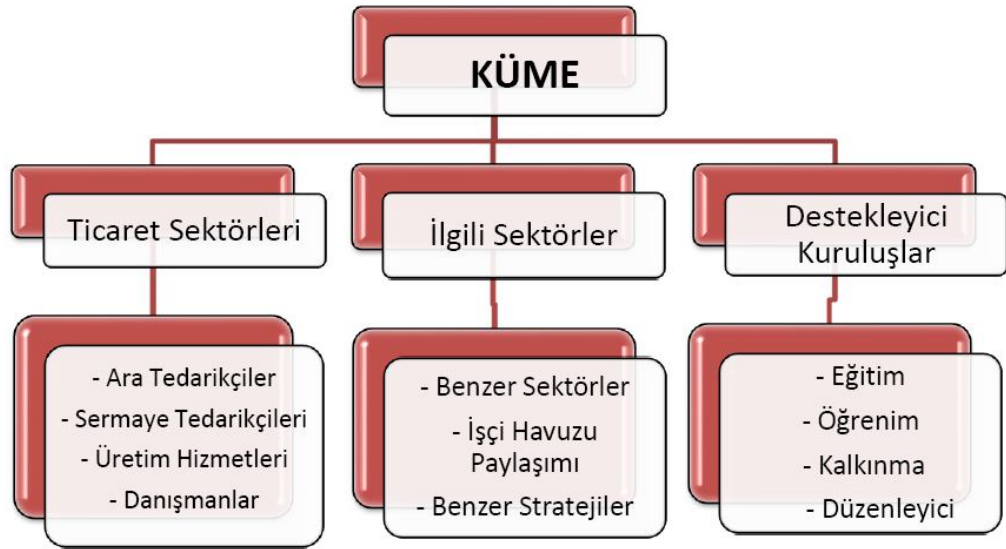 KÜME
Ticaret Sektörleri
İlgili Sektörler
Destekleyici
Kuruluşlar
- Ara Tedarikçiler
- Sermaye Tedarikçileri
- Üretim Hizmetleri
- Danışmanlar
- Benzer Sektörler
- İşçi Havuzu
Paylaşımı
- Benzer Stratejiler
- Eğitim
- Öğrenim
- Kalkınma
- Düzenleyici